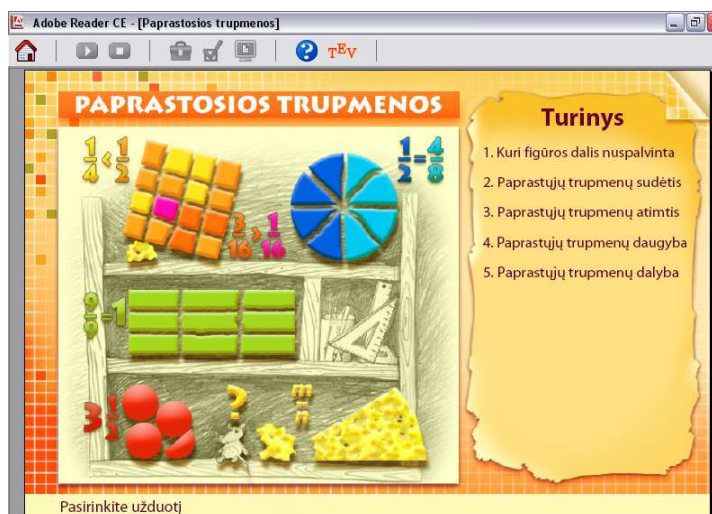 Adobe Reader CE - [Paprastosios trupmenos]
TEV
PAPRASTOSIOS TRUPMENOS
1/4 < 1/2
1/2 = 4/8
3/16 > 1/16
9/9 = 1
3 1/2
?
m/n
Turinys
1. Kuri figūros dalis nuspalvinta
2. Paprastųjų trupmenų sudėtis
3. Paprastųjų trupmenų atimtis
4. Paprastųjų trupmenų daugyba
5. Paprastųjų trupmenų dalyba
Pasirinkite užduotį